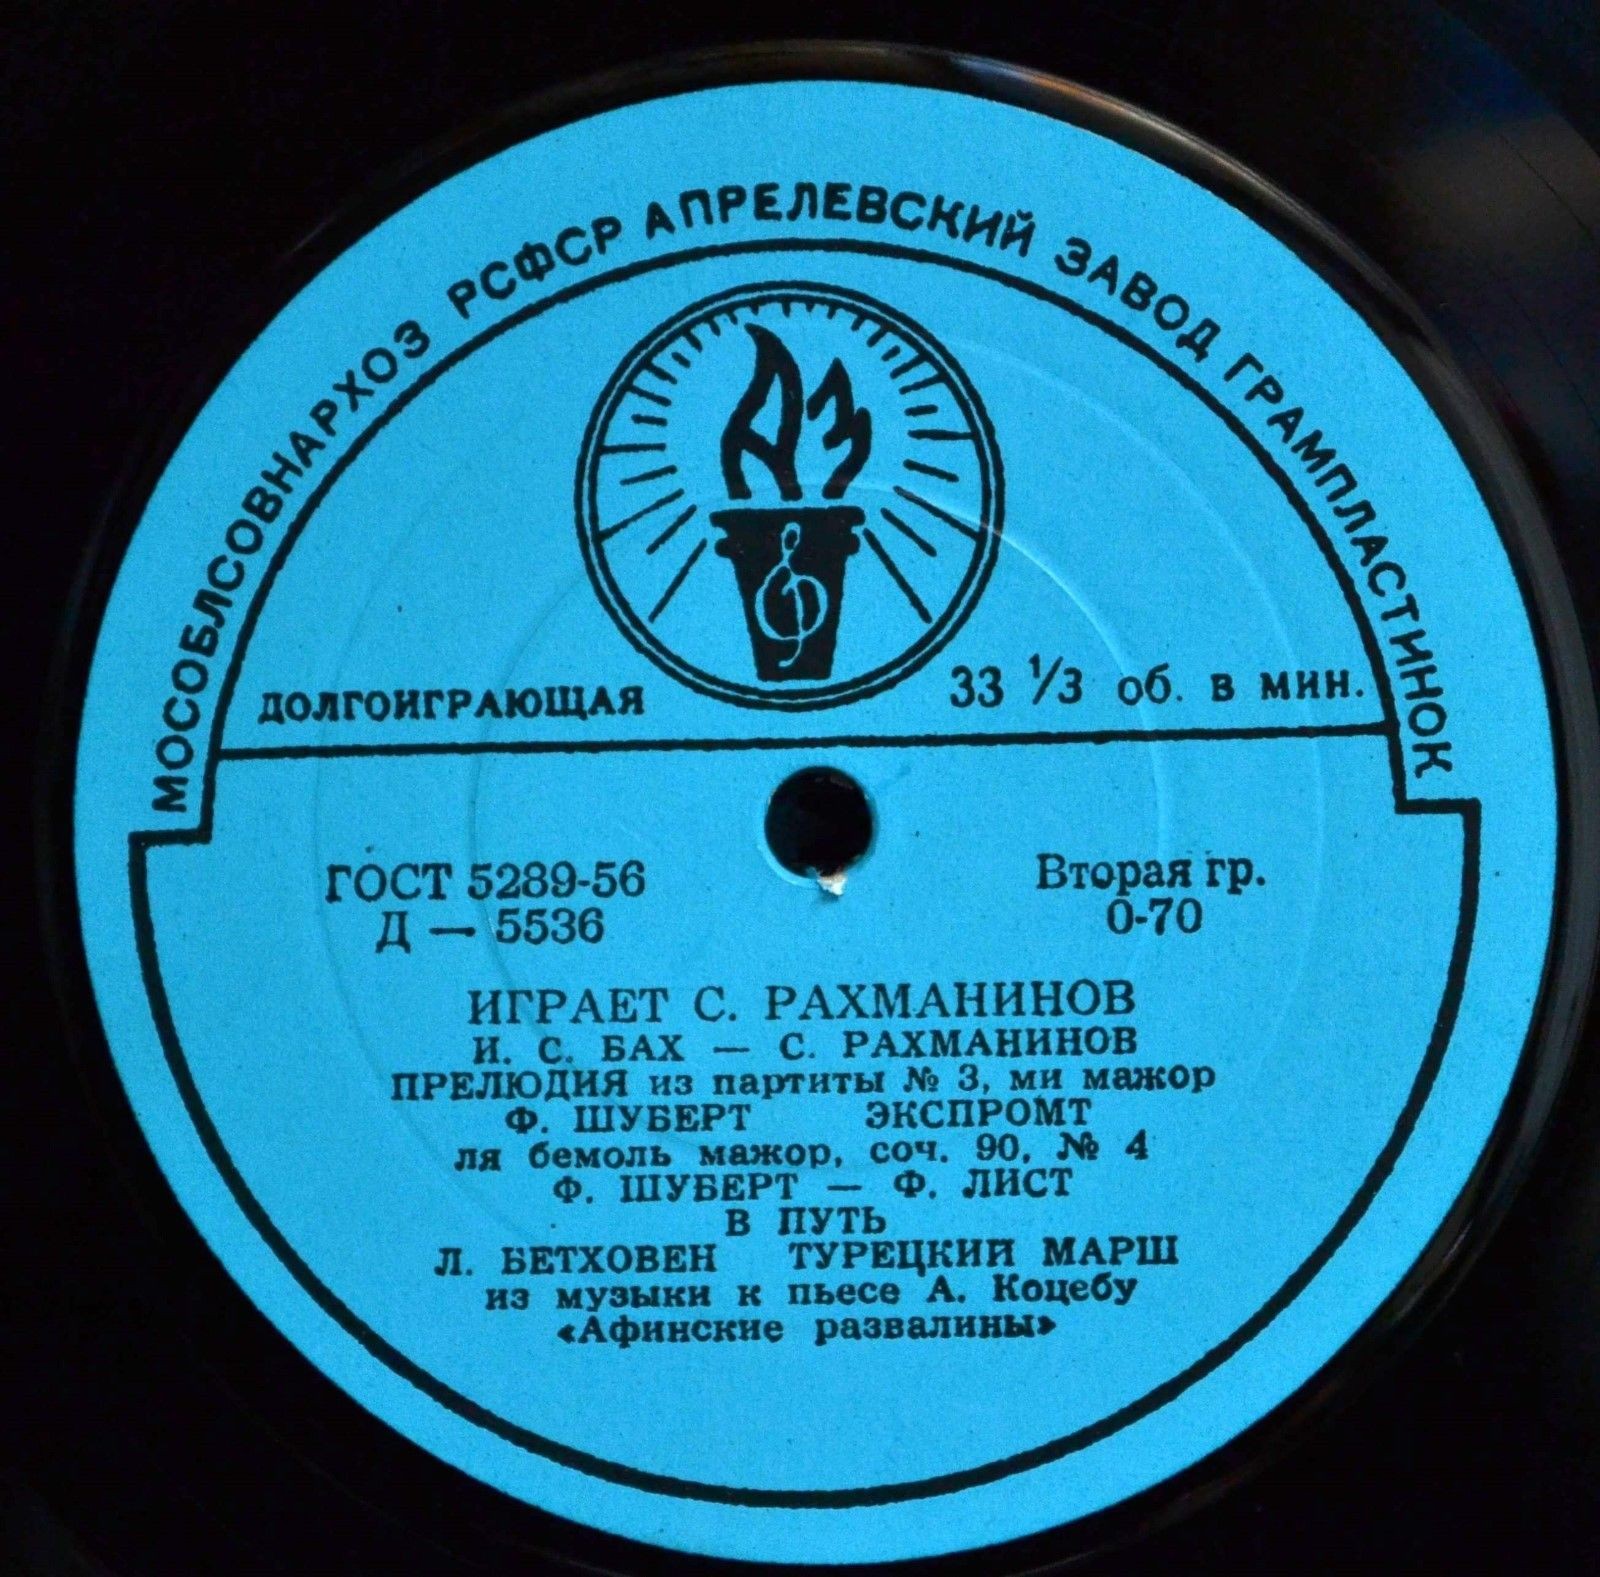 МОСОБЛСОВНАРХОЗ РСФСР АПРЕЛЕВСКИЙ ЗАВОД ГРАМПЛАСТИНОК
АЗ
ДОЛГОИГРАЮЩАЯ 33 1/3 об. в мин.
ГОСТ 5289-56 Вторая гр.
Д — 5536 0-70
ИГРАЕТ С. РАХМАНИНОВ
И. С. БАХ — С. РАХМАНИНОВ
ПРЕЛЮДИЯ из партиты № 3, ми мажор
Ф. ШУБЕРТ ЭКСПРОМТ
ля бемоль мажор, соч. 90, № 4
Ф. ШУБЕРТ — Ф. ЛИСТ
В ПУТЬ
Л. БЕТХОВЕН ТУРЕЦКИЙ МАРШ
из музыки к пьесе А. Коцебу
«Афинские развалины»